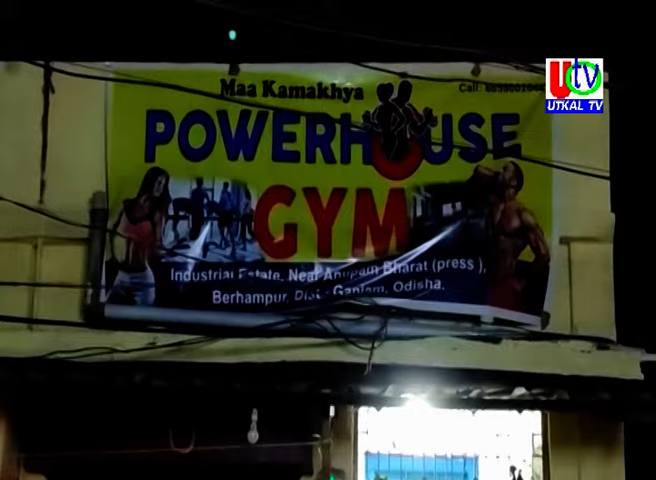 UTV
UTKAL TV
Maa Kamakhya
Call:
POWERHOUSE
GYM
Industrial Estate, Near Anupam Bharat (press ),
Berhampur, Dist - Ganjam, Odisha.